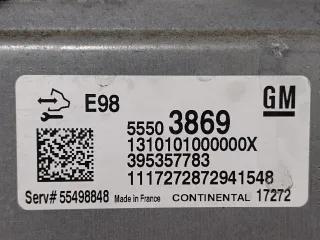 E98
GM
5550 3869
1310101000000X
395357783
1117272872941548
Serv# 55498848 Made in France CONTINENTAL 17272